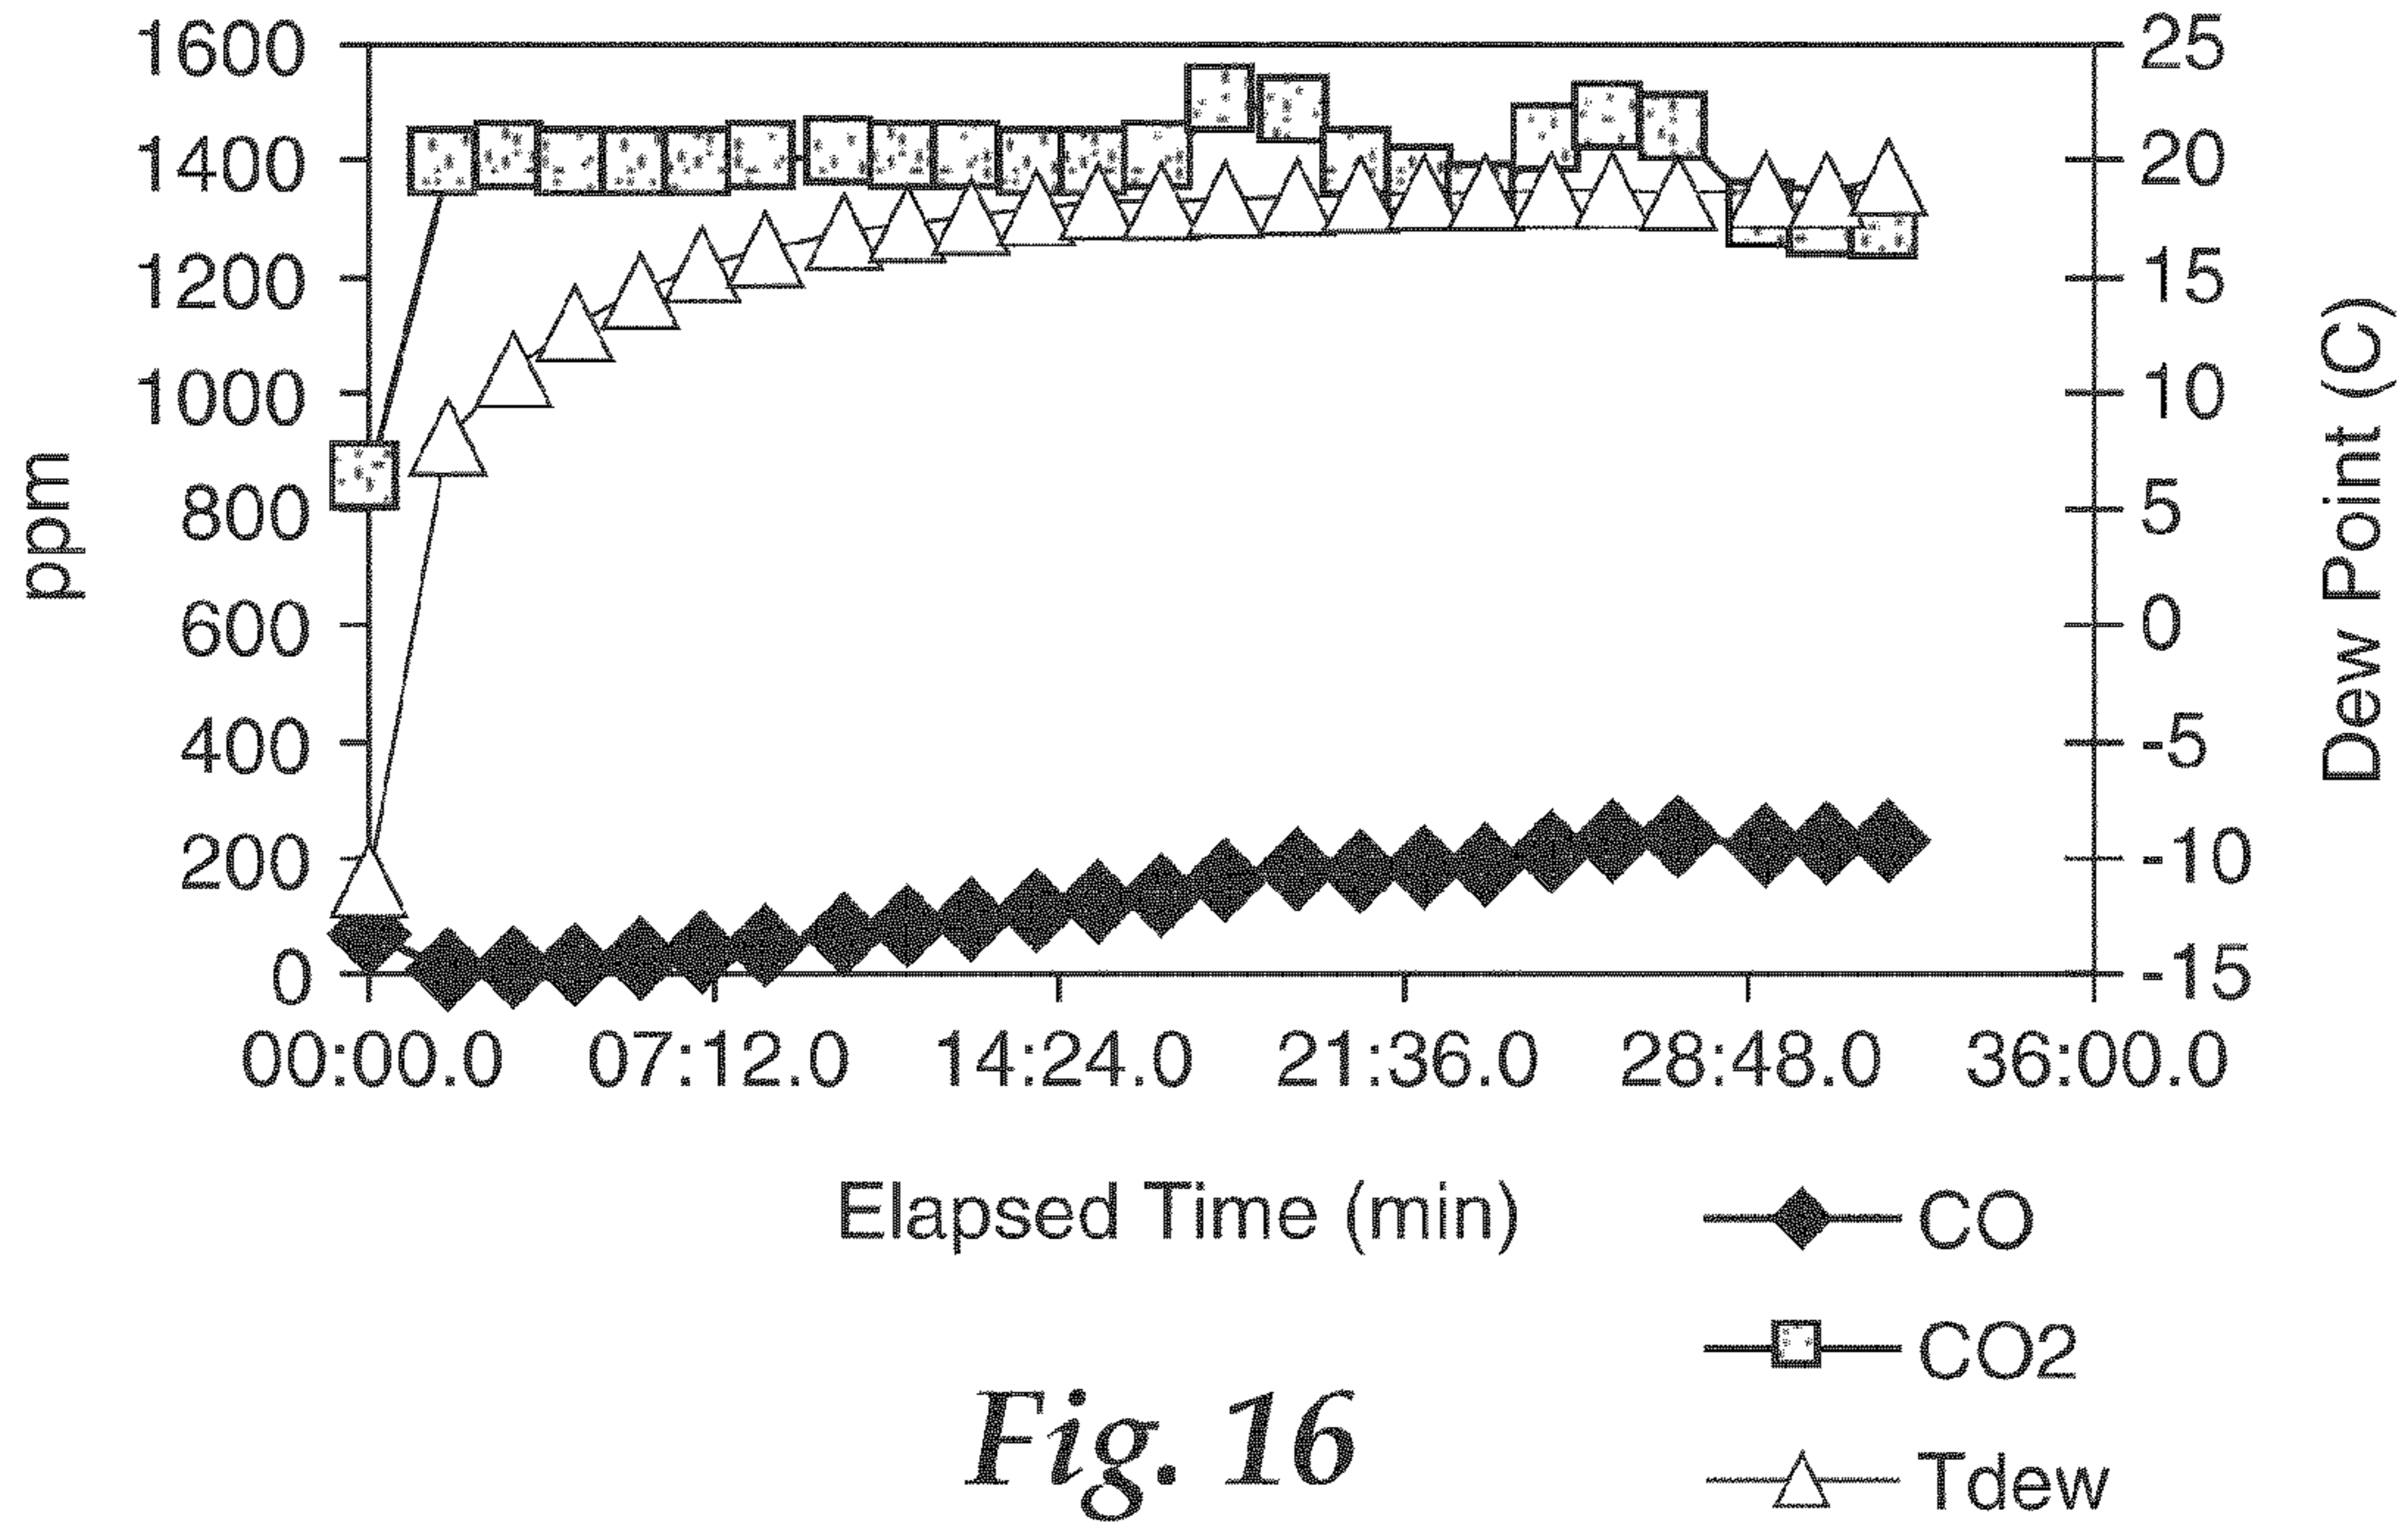 1600
1400
1200
1000
800
600
400
200
0
ppm
25
20
15
10
5
0
-5
-10
-15
Dew Point (C)
00:00.0 07:12.0 14:24.0 21:36.0 28:48.0 36:00.0
Elapsed Time (min)
CO
CO2
Tdew
Fig. 16